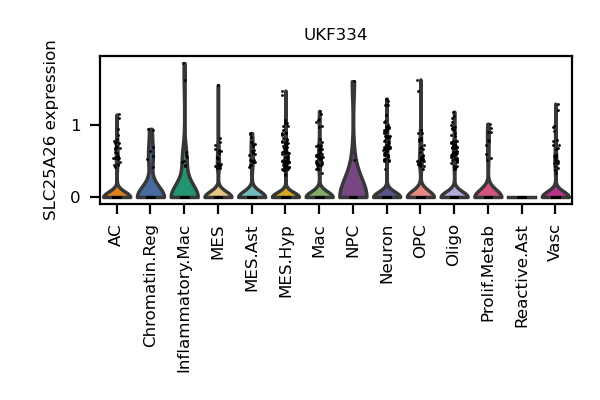 UKF334
SLC25A26 expression
1
0
AC
Chromatin.Reg
Inflammatory.Mac
MES
MES.Ast
MES.Hyp
Mac
NPC
Neuron
OPC
Oligo
Prolif.Metab
Reactive.Ast
Vasc